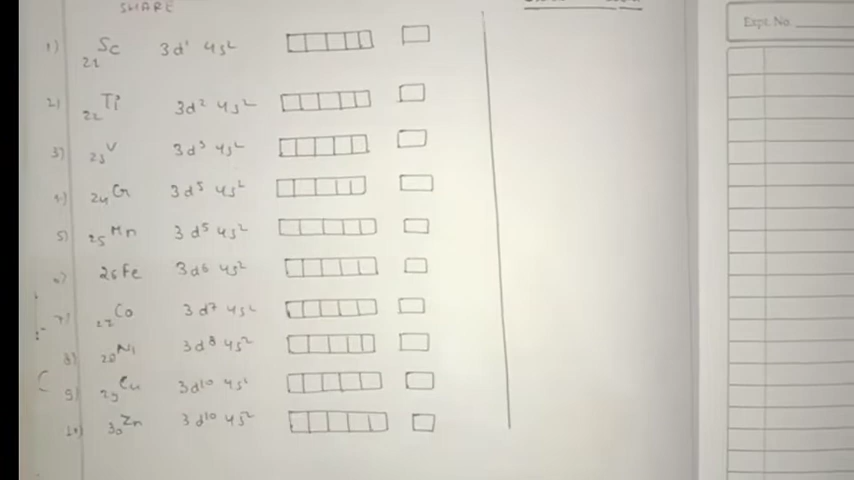 SHARE
Expt. No.
1) 21Sc 3d¹ 4s²
2) 22Ti 3d² 4s²
3) 23V 3d³ 4s²
4) 24Cr 3d⁵ 4s²
5) 25Mn 3d⁵ 4s²
6) 26Fe 3d6 4s²
7) 27Co 3d7 4s²
8) 28Ni 3d8 4s²
9) 29Cu 3d¹⁰ 4s¹
10) 30Zn 3d¹⁰ 4s²